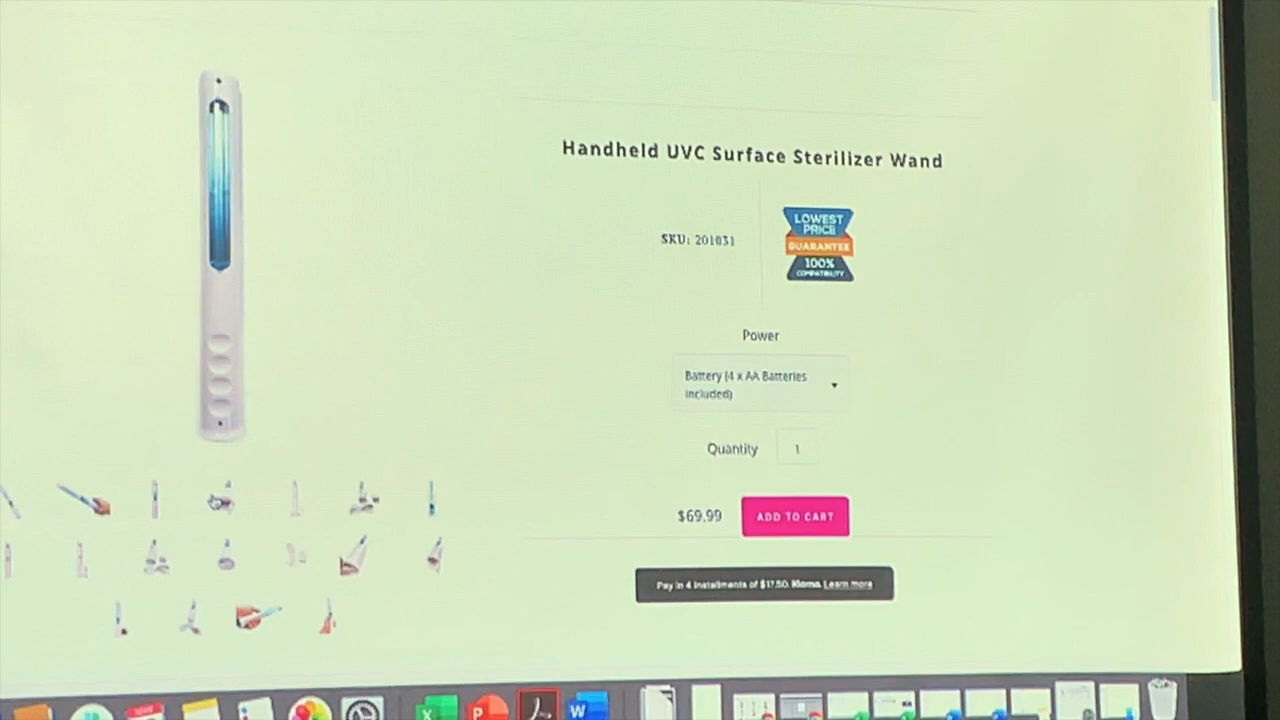 Handheld UVC Surface Sterilizer Wand
SKU: 201031
LOWEST
PRICE
GUARANTEE
100%
COMPATIBILITY
Power
Battery (4 x AA Batteries
included)
Quantity
1
$69.99
ADD TO CART
Pay in 4 installments of $17.50. Klarna. Learn more
X
P
W